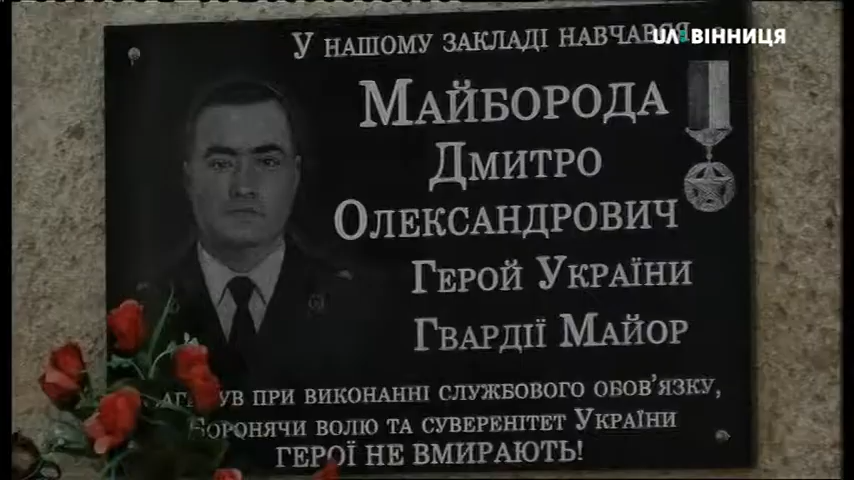 UA:ВІННИЦЯ
У НАШОМУ ЗАКЛАДІ НАВЧАВСЯ
МАЙБОРОДА
ДМИТРО
ОЛЕКСАНДРОВИЧ
ГЕРОЙ УКРАЇНИ
ГВАРДІЇ МАЙОР
ПРИ ВИКОНАННІ СЛУЖБОВОГО ОБОВ'ЯЗКУ,
БОРОНЯЧИ ВОЛЮ ТА СУВЕРЕНІТЕТ УКРАЇНИ
ГЕРОЇ НЕ ВМИРАЮТЬ!